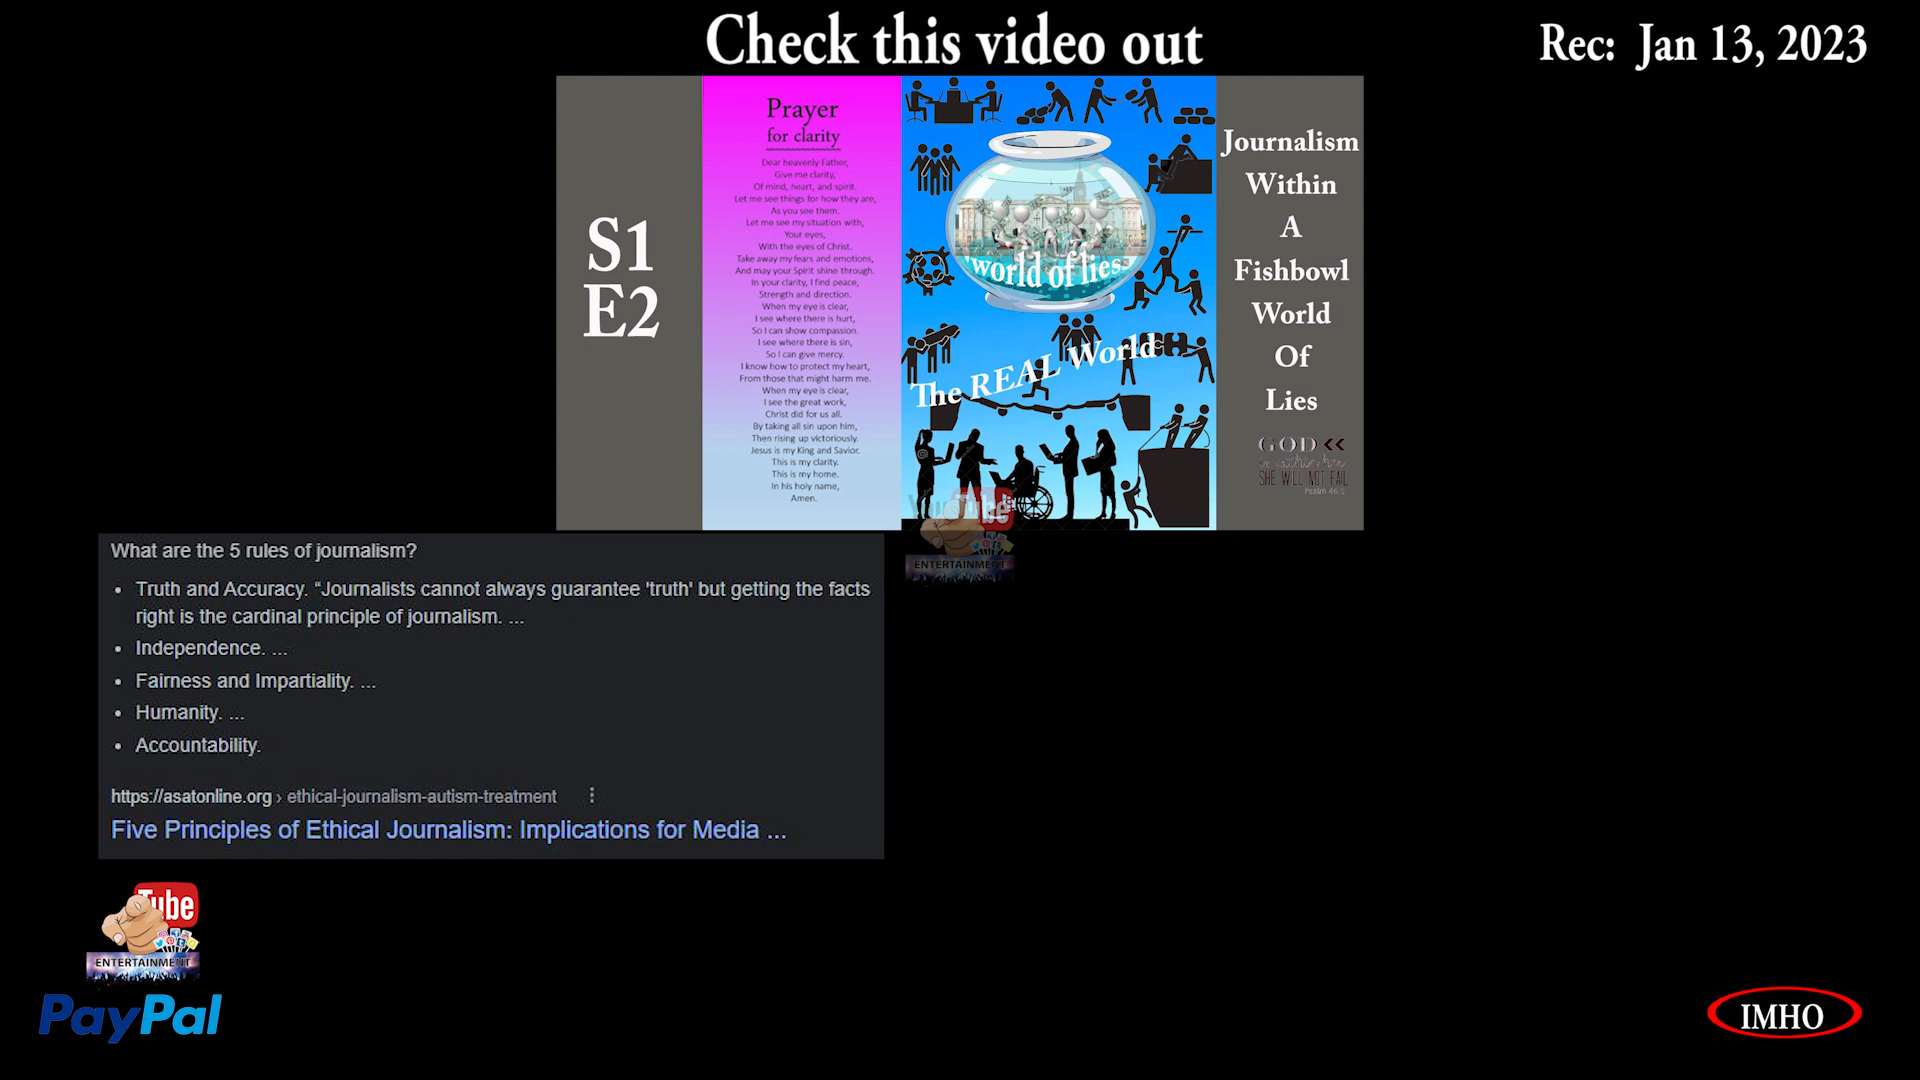 Check this video out
Rec: Jan 13, 2023
S1
E2
Prayer
for clarity
Dear heavenly Father,
Give me clarity,
Of mind, heart, and spirit.
Let me see things for how they are,
As you see them.
Let me see my situation with,
Your eyes,
With the eyes of Christ.
Take away my fears and emotions,
And may your Spirit shine through.
In your clarity, I find peace,
Strength and direction.
When my eye is clear,
I see where there is hurt,
So I can show compassion.
I see where there is sin,
So I can give mercy.
I know how to protect my heart,
From those that might harm me.
When my eye is clear,
I see the great work,
Christ did for us all.
By taking all sin upon him,
Then rising up victoriously.
Jesus is my King and Savior.
This is my clarity.
This is my home.
In his holy name,
Amen.
'world of lies'
The REAL World
YouTube
ENTERTAINMENT
Journalism
Within
A
Fishbowl
World
Of
Lies
GOD
is within her
SHE WILL NOT FAIL
Psalm 46:5
What are the 5 rules of journalism?
• Truth and Accuracy. “Journalists cannot always guarantee 'truth' but getting the facts
right is the cardinal principle of journalism. ...
• Independence. ...
• Fairness and Impartiality. ...
• Humanity. ...
• Accountability.
https://asatonline.org › ethical-journalism-autism-treatment
Five Principles of Ethical Journalism: Implications for Media ...
Tube
ENTERTAINMENT
PayPal
IMHO